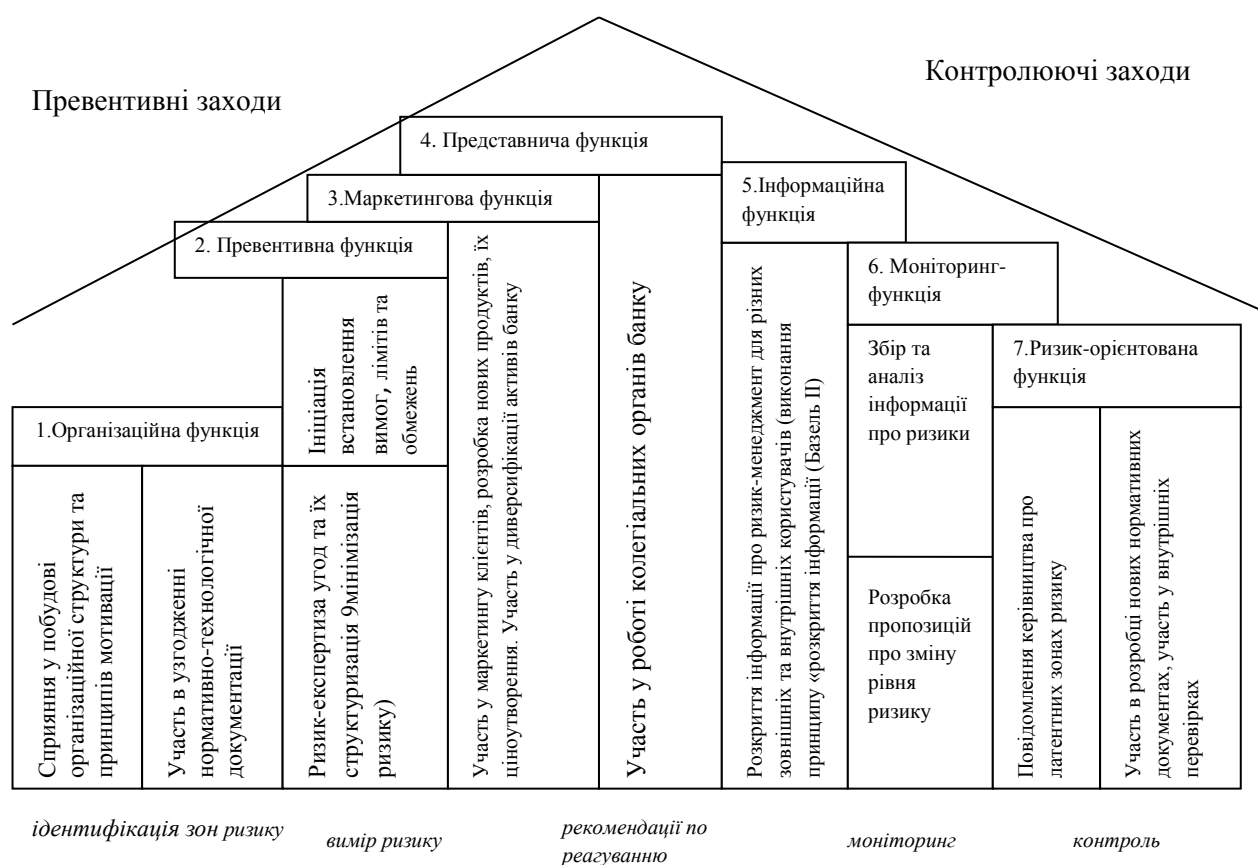 Превентивні заходи
Контролюючі заходи
4. Представнича функція
3.Маркетингова функція
5.Інформаційна
функція
2. Превентивна функція
6. Моніторинг-
функція
7.Ризик-орієнтована
функція
1.Організаційна функція
Сприяння у побудові
організаційної структури та
принципів мотивації
Участь в узгодженні
нормативно-технологічної
документації
Ініціація
встановлення
вимог, лімітів та
обмежень
Ризик-експертиза угод та їх
структуризація 9мінімізація
ризику)
Участь у маркетингу клієнтів, розробка нових продуктів, їх
ціноутворення. Участь у диверсифікації активів банку
Участь у роботі колегіальних органів банку
Розкриття інформації про ризик-менеджмент для різних
зовнішніх та внутрішніх користувачів (виконання
принципу «розкриття інформації (Базель II)
Збір та
аналіз
інформації
про ризики
Розробка
пропозицій
про зміну
рівня
ризику
Повідомлення керівництва про
латентних зонах ризику
Участь в розробці нових нормативних
документах, участь у внутрішніх
перевірках
ідентифікація зон ризику
вимір ризику
рекомендації по
реагуванню
моніторинг
контроль